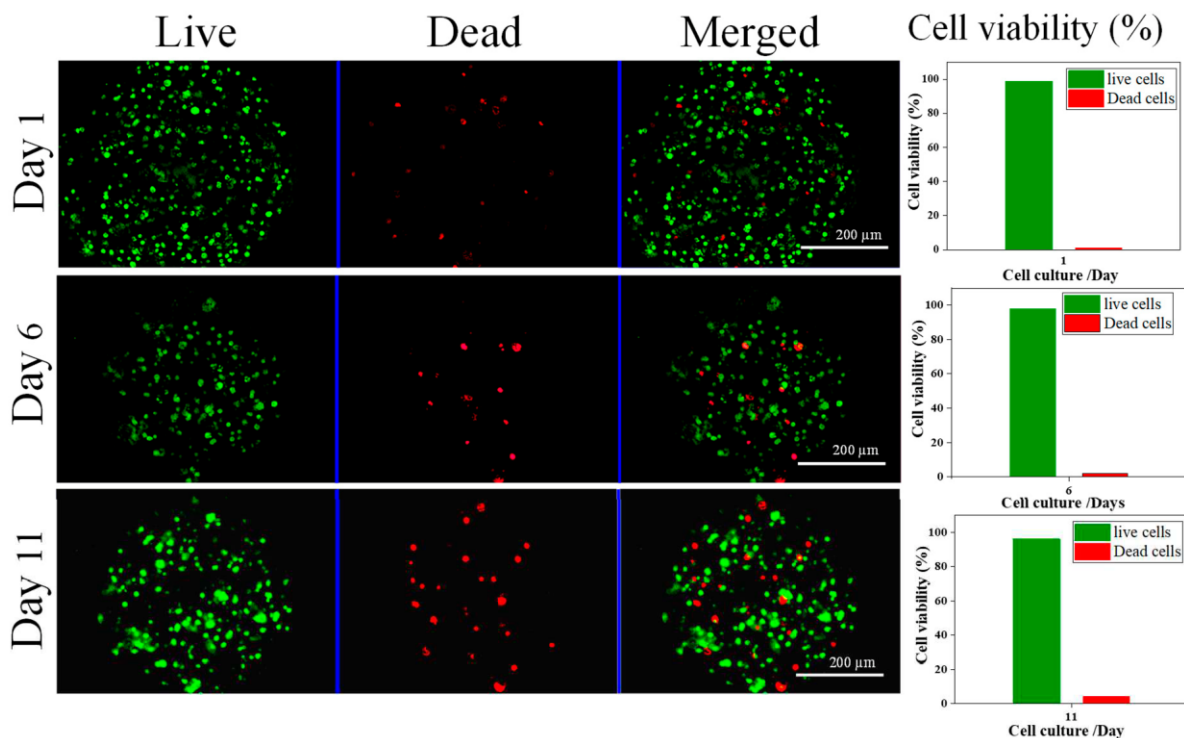 Live Dead Merged Cell viability (%)
Day 1
200 µm
Cell viability (%)
100
80
60
40
20
0
live cells
Dead cells
1
Cell culture /Day
Day 6
200 µm
Cell viability (%)
100
80
60
40
20
0
live cells
Dead cells
6
Cell culture /Days
Day 11
200 µm
Cell viability (%)
100
80
60
40
20
0
live cells
Dead cells
11
Cell culture /Day